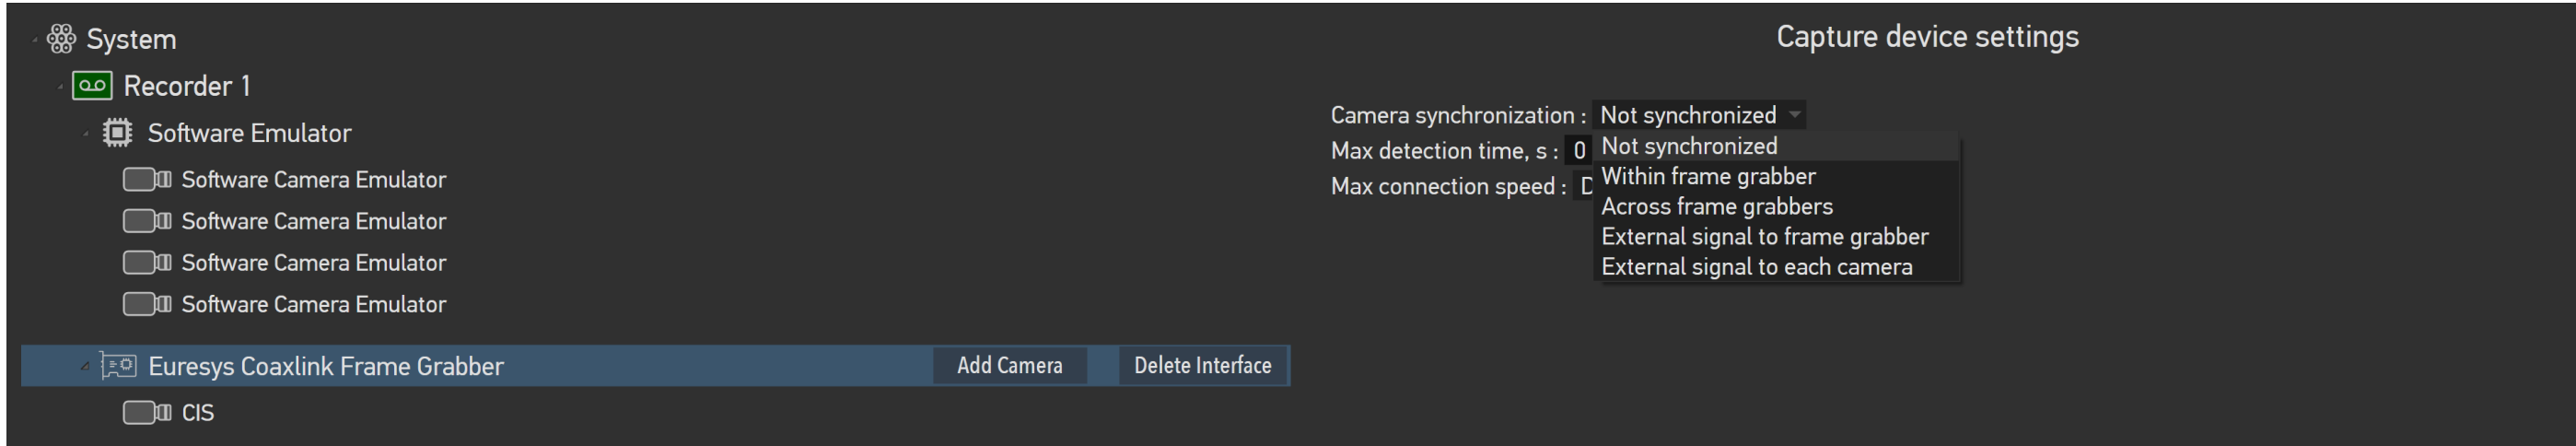 System
Recorder 1
Software Emulator
Software Camera Emulator
Software Camera Emulator
Software Camera Emulator
Software Camera Emulator
Euresys Coaxlink Frame Grabber Add Camera Delete Interface
CIS
Capture device settings
Camera synchronization : Not synchronized
Max detection time, s : 0
Max connection speed :
Not synchronized
Within frame grabber
Across frame grabbers
External signal to frame grabber
External signal to each camera